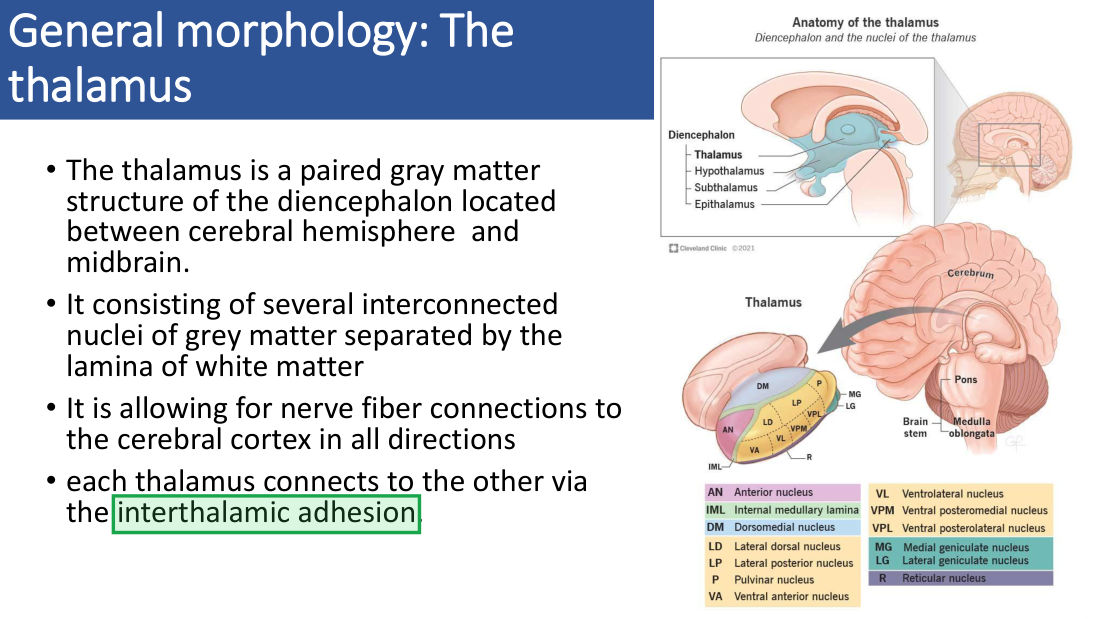 General morphology: The
thalamus
• The thalamus is a paired gray matter
structure of the diencephalon located
between cerebral hemisphere and
midbrain.
• It consisting of several interconnected
nuclei of grey matter separated by the
lamina of white matter
• It is allowing for nerve fiber connections to
the cerebral cortex in all directions
• each thalamus connects to the other via
the interthalamic adhesion.
Anatomy of the thalamus
Diencephalon and the nuclei of the thalamus
Diencephalon
Thalamus
Hypothalamus
Subthalamus
Epithalamus
Cleveland Clinic ©2021
Cerebrum
Thalamus
Pons
Brain
stem
Medulla
oblongata
DM
P
MG
LG
LP
VPL
AN
LD
VPM
VL
VA
R
IML
AN Anterior nucleus
IML Internal medullary lamina
DM Dorsomedial nucleus
LD Lateral dorsal nucleus
LP Lateral posterior nucleus
P Pulvinar nucleus
VA Ventral anterior nucleus
VL Ventrolateral nucleus
VPM Ventral posteromedial nucleus
VPL Ventral posterolateral nucleus
MG Medial geniculate nucleus
LG Lateral geniculate nucleus
R Reticular nucleus